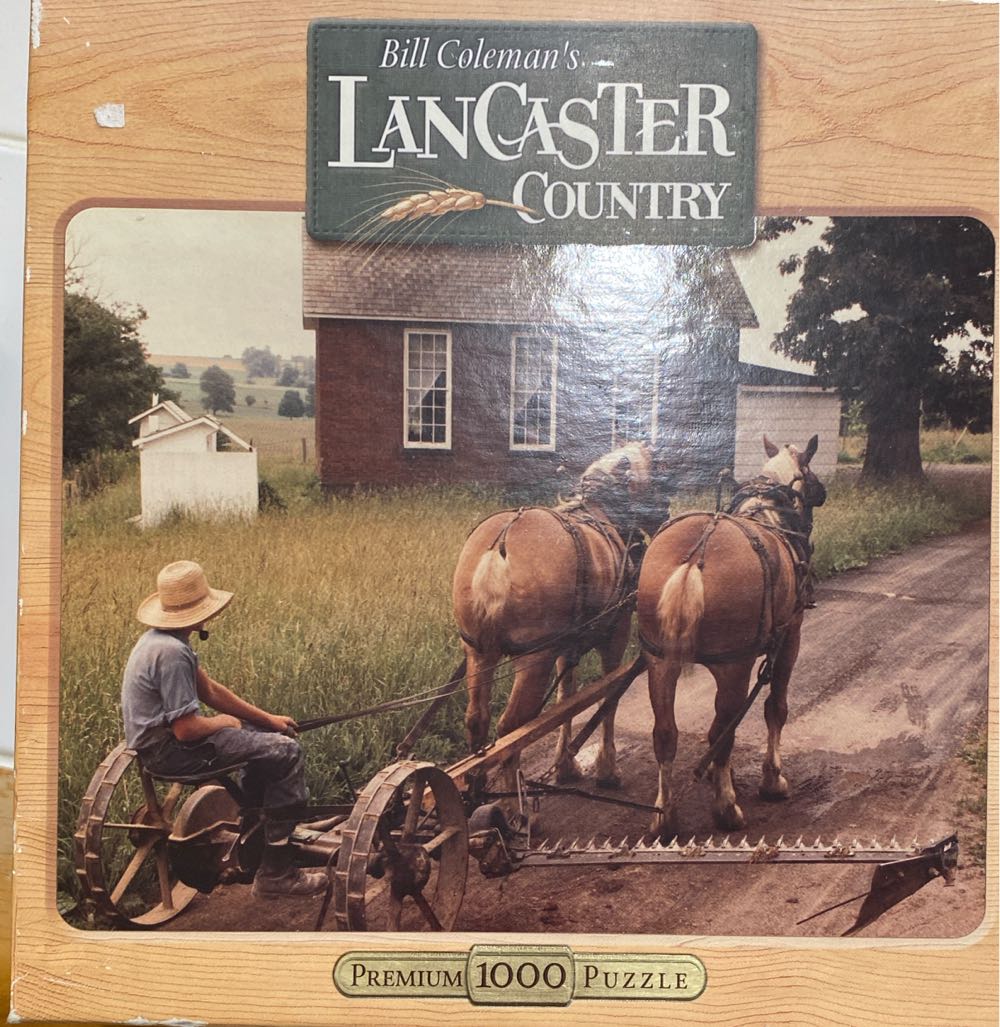 Bill Coleman's
LANCASTER
COUNTRY
PREMIUM 1000 PUZZLE